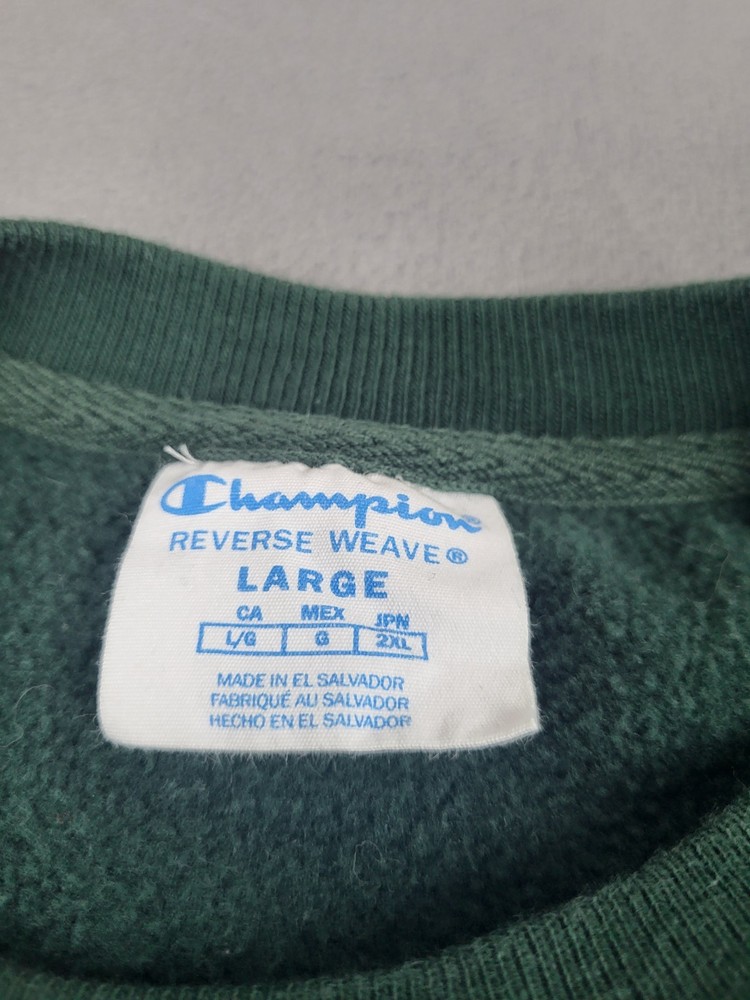 Champion
REVERSE WEAVE®
LARGE
CA MEX JPN
L/G G 2XL
MADE IN EL SALVADOR
FABRIQUÉ AU SALVADOR
HECHO EN EL SALVADOR